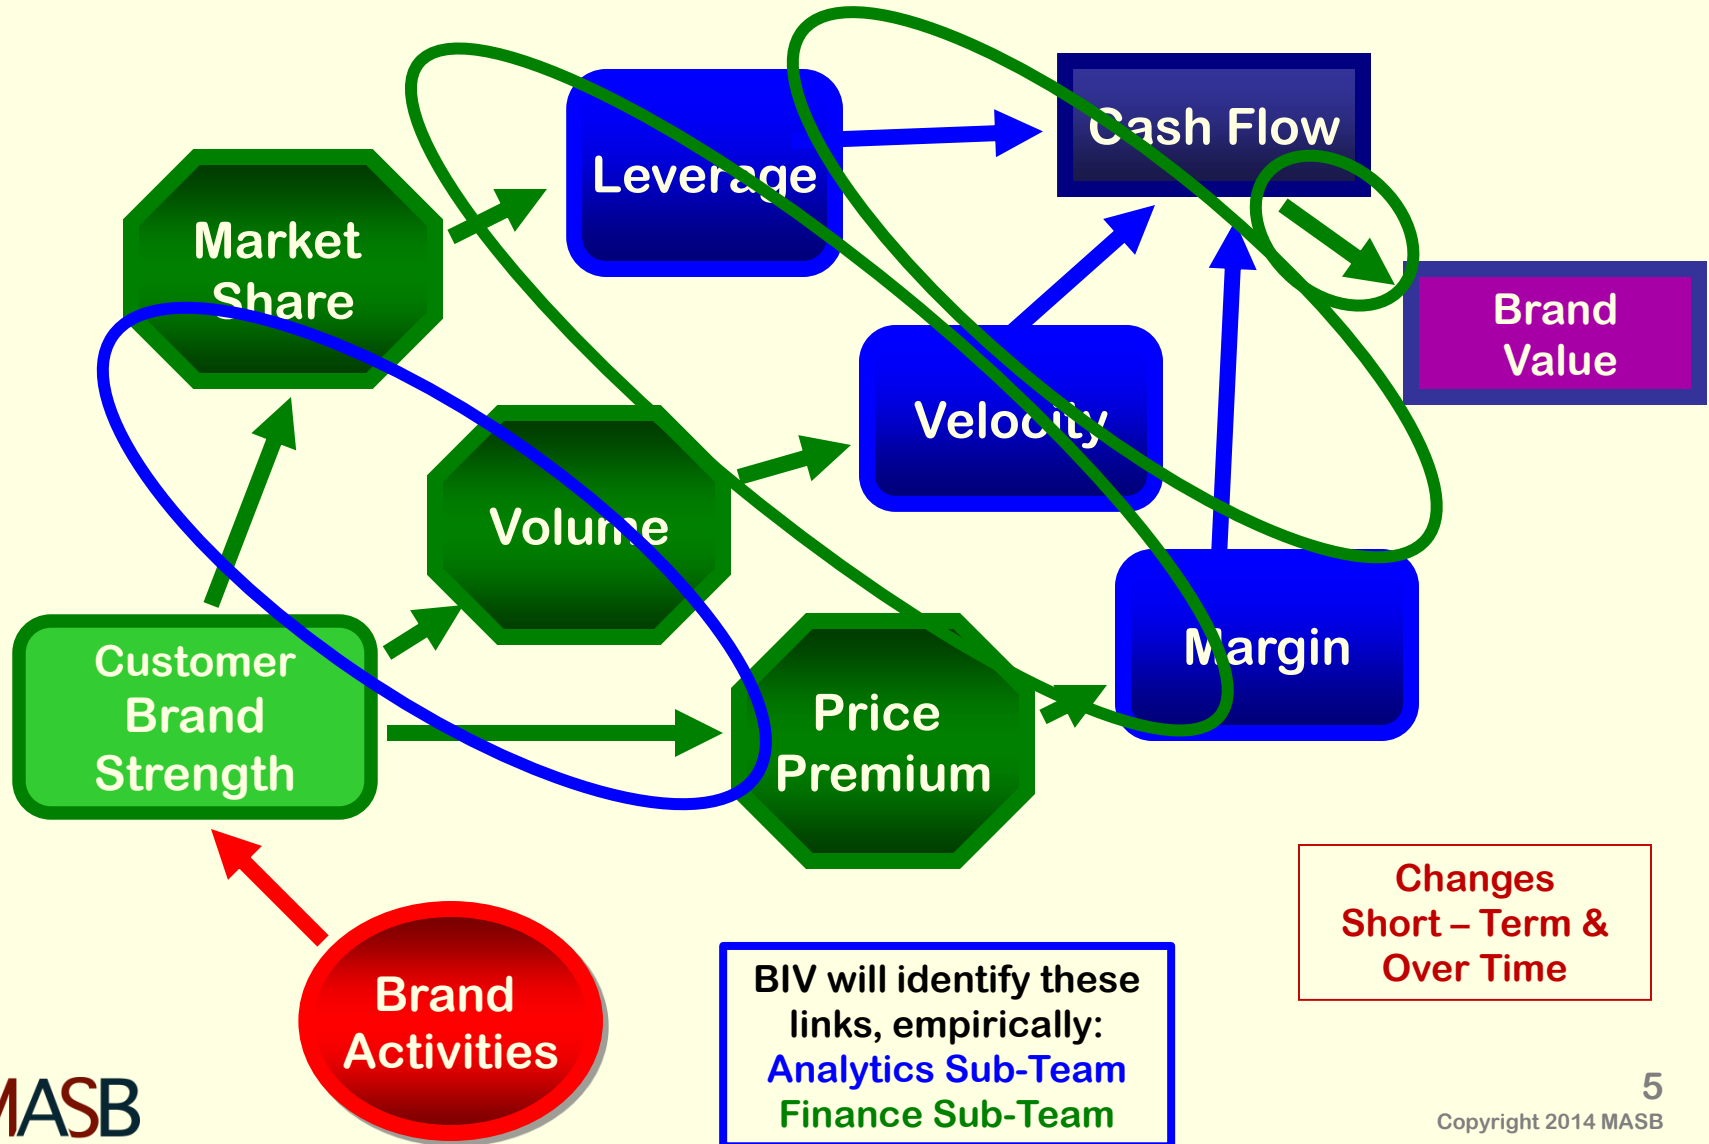 Leverage
Cash Flow
Market
Share
Brand
Value
Velocity
Volume
Customer
Brand
Strength
Price
Premium
Margin
Changes
Short – Term &
Over Time
Brand
Activities
BIV will identify these
links, empirically:
Analytics Sub-Team
Finance Sub-Team
MASB
5
Copyright 2014 MASB